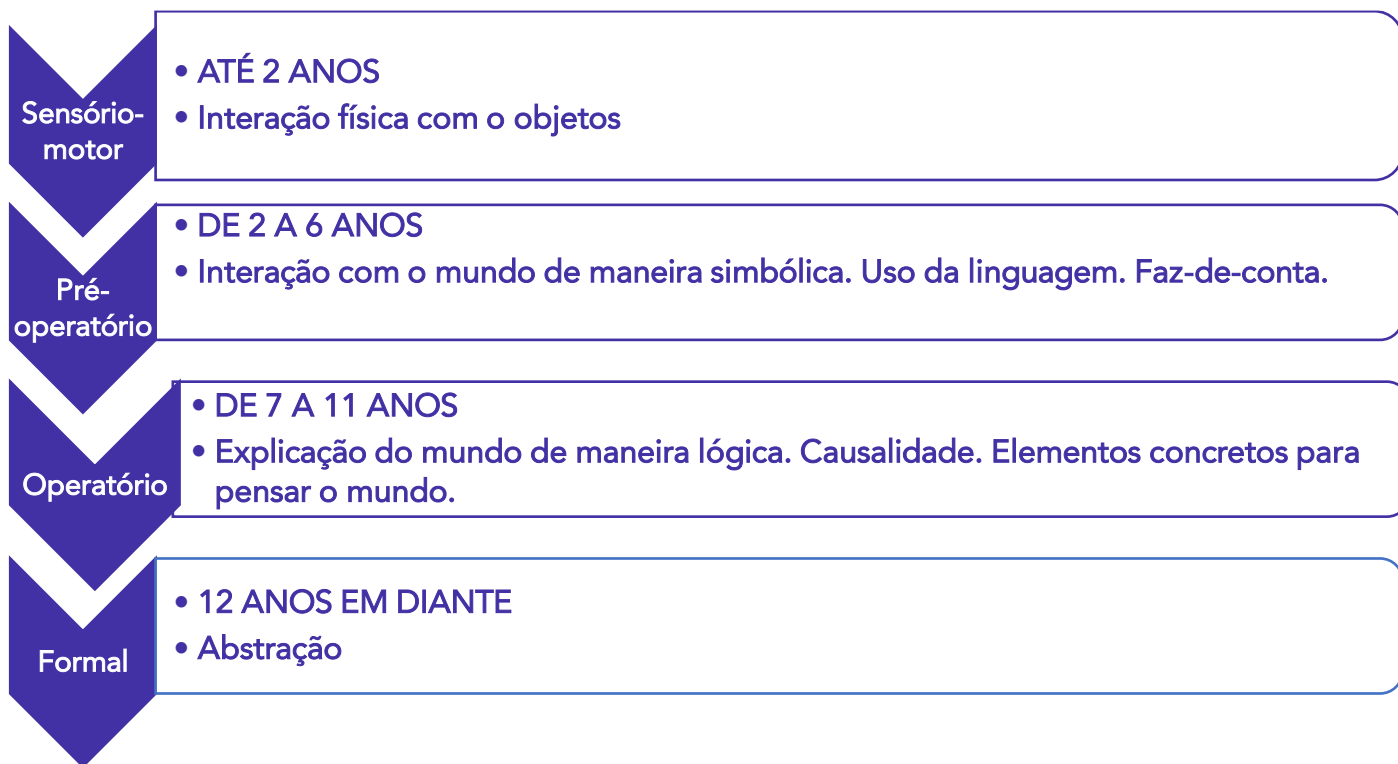 Sensório-
motor
• ATÉ 2 ANOS
• Interação física com o objetos
Pré-
operatório
• DE 2 A 6 ANOS
• Interação com o mundo de maneira simbólica. Uso da linguagem. Faz-de-conta.
Operatório
• DE 7 A 11 ANOS
• Explicação do mundo de maneira lógica. Causalidade. Elementos concretos para
pensar o mundo.
Formal
• 12 ANOS EM DIANTE
• Abstração